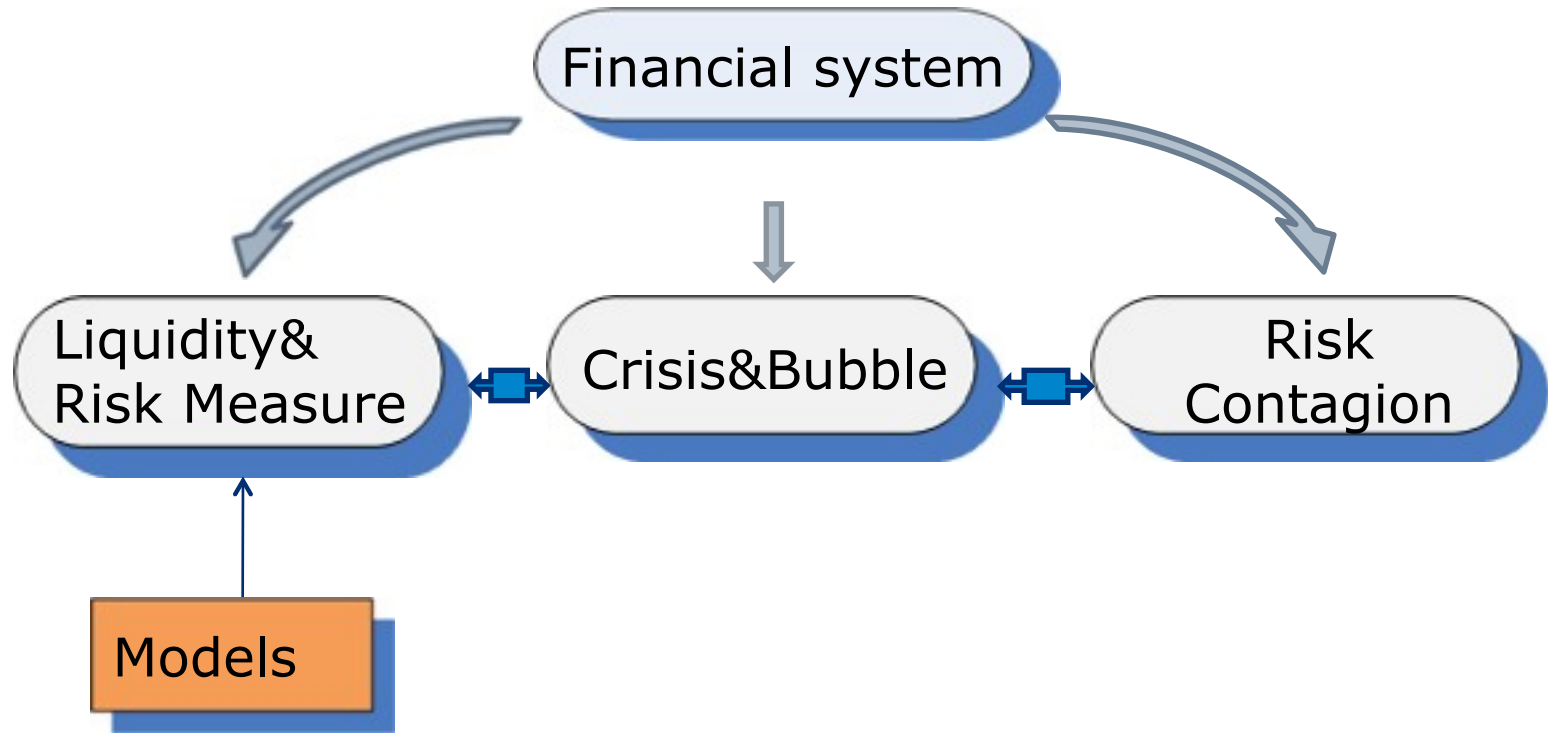 Financial system
Liquidity&
Risk Measure
Crisis&Bubble
Risk
Contagion
Models